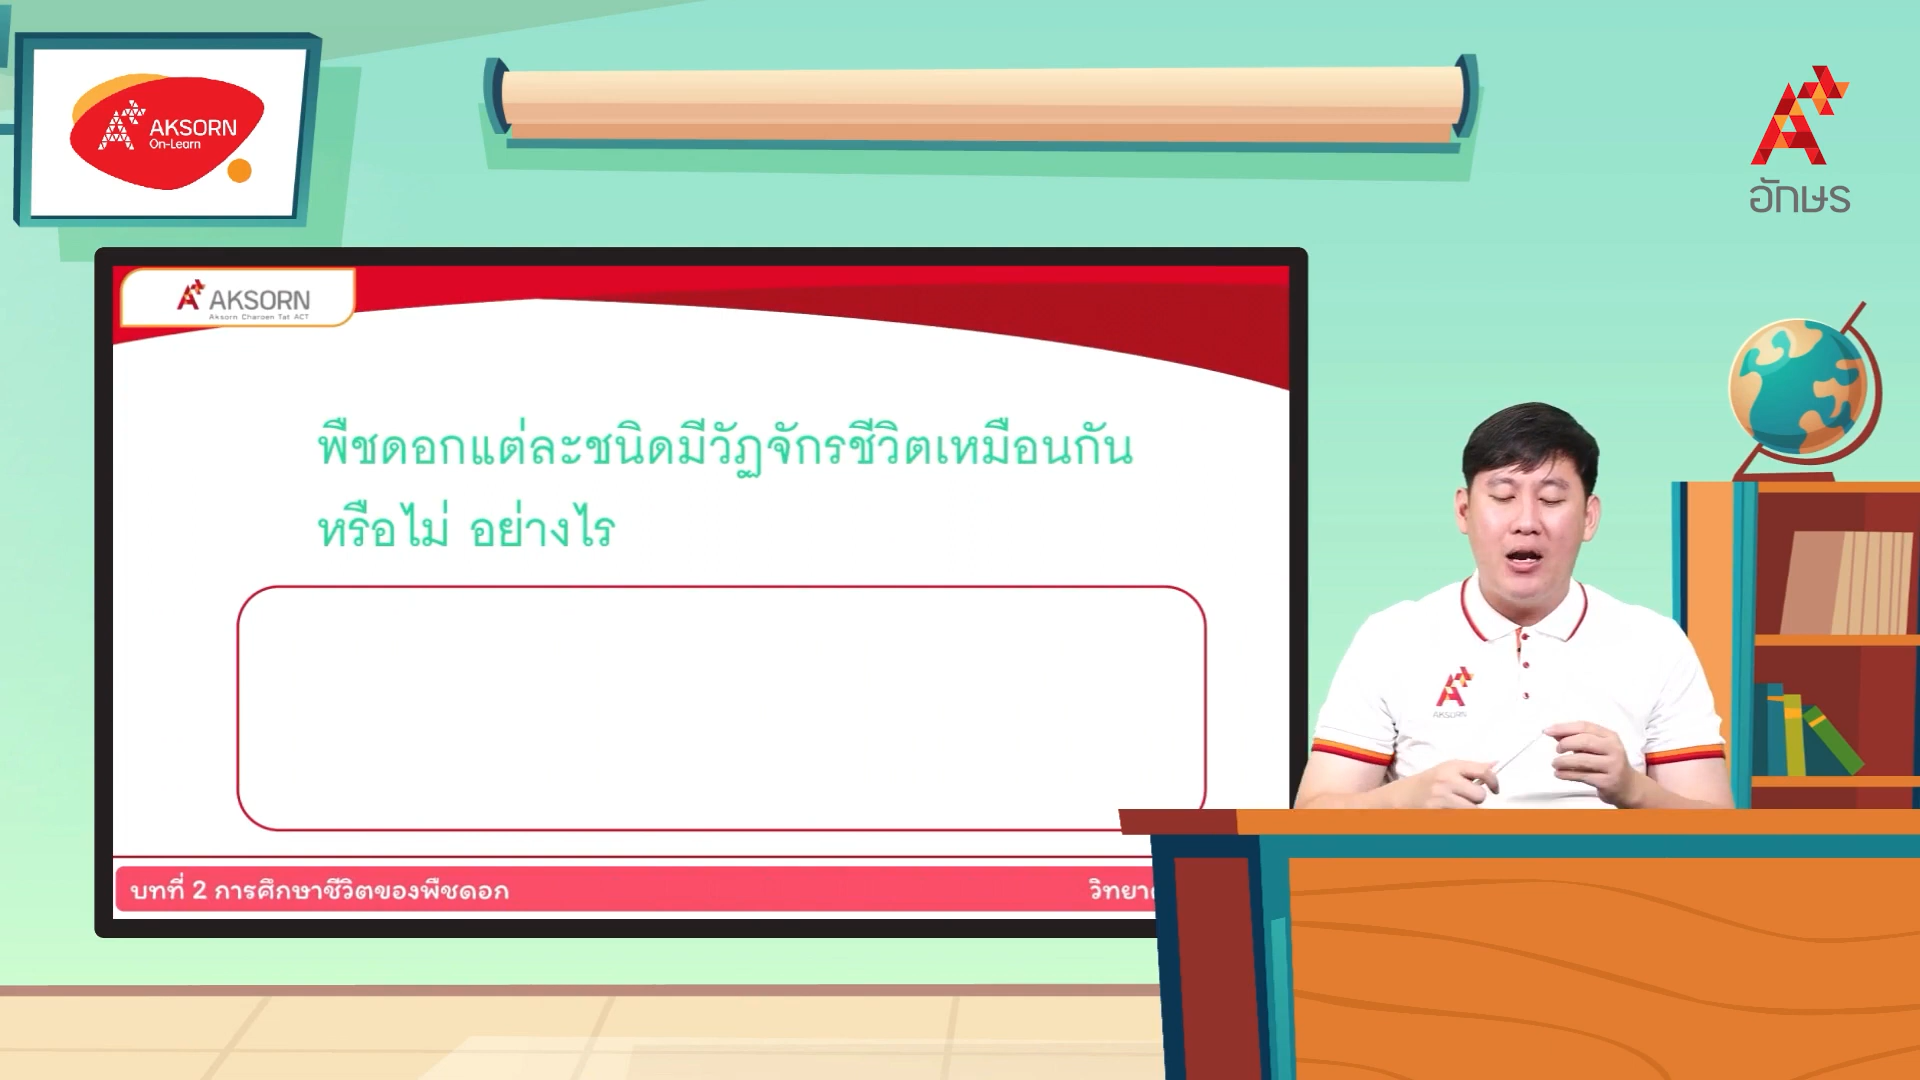 AKSORN
On-Learn
อักษร
AKSORN
Aksorn Charoen Tat ACT
พืชดอกแต่ละชนิดมีวัฏจักรชีวิตเหมือนกัน
หรือไม่ อย่างไร
AKSORN
บทที่ 2 การศึกษาชีวิตของพืชดอก